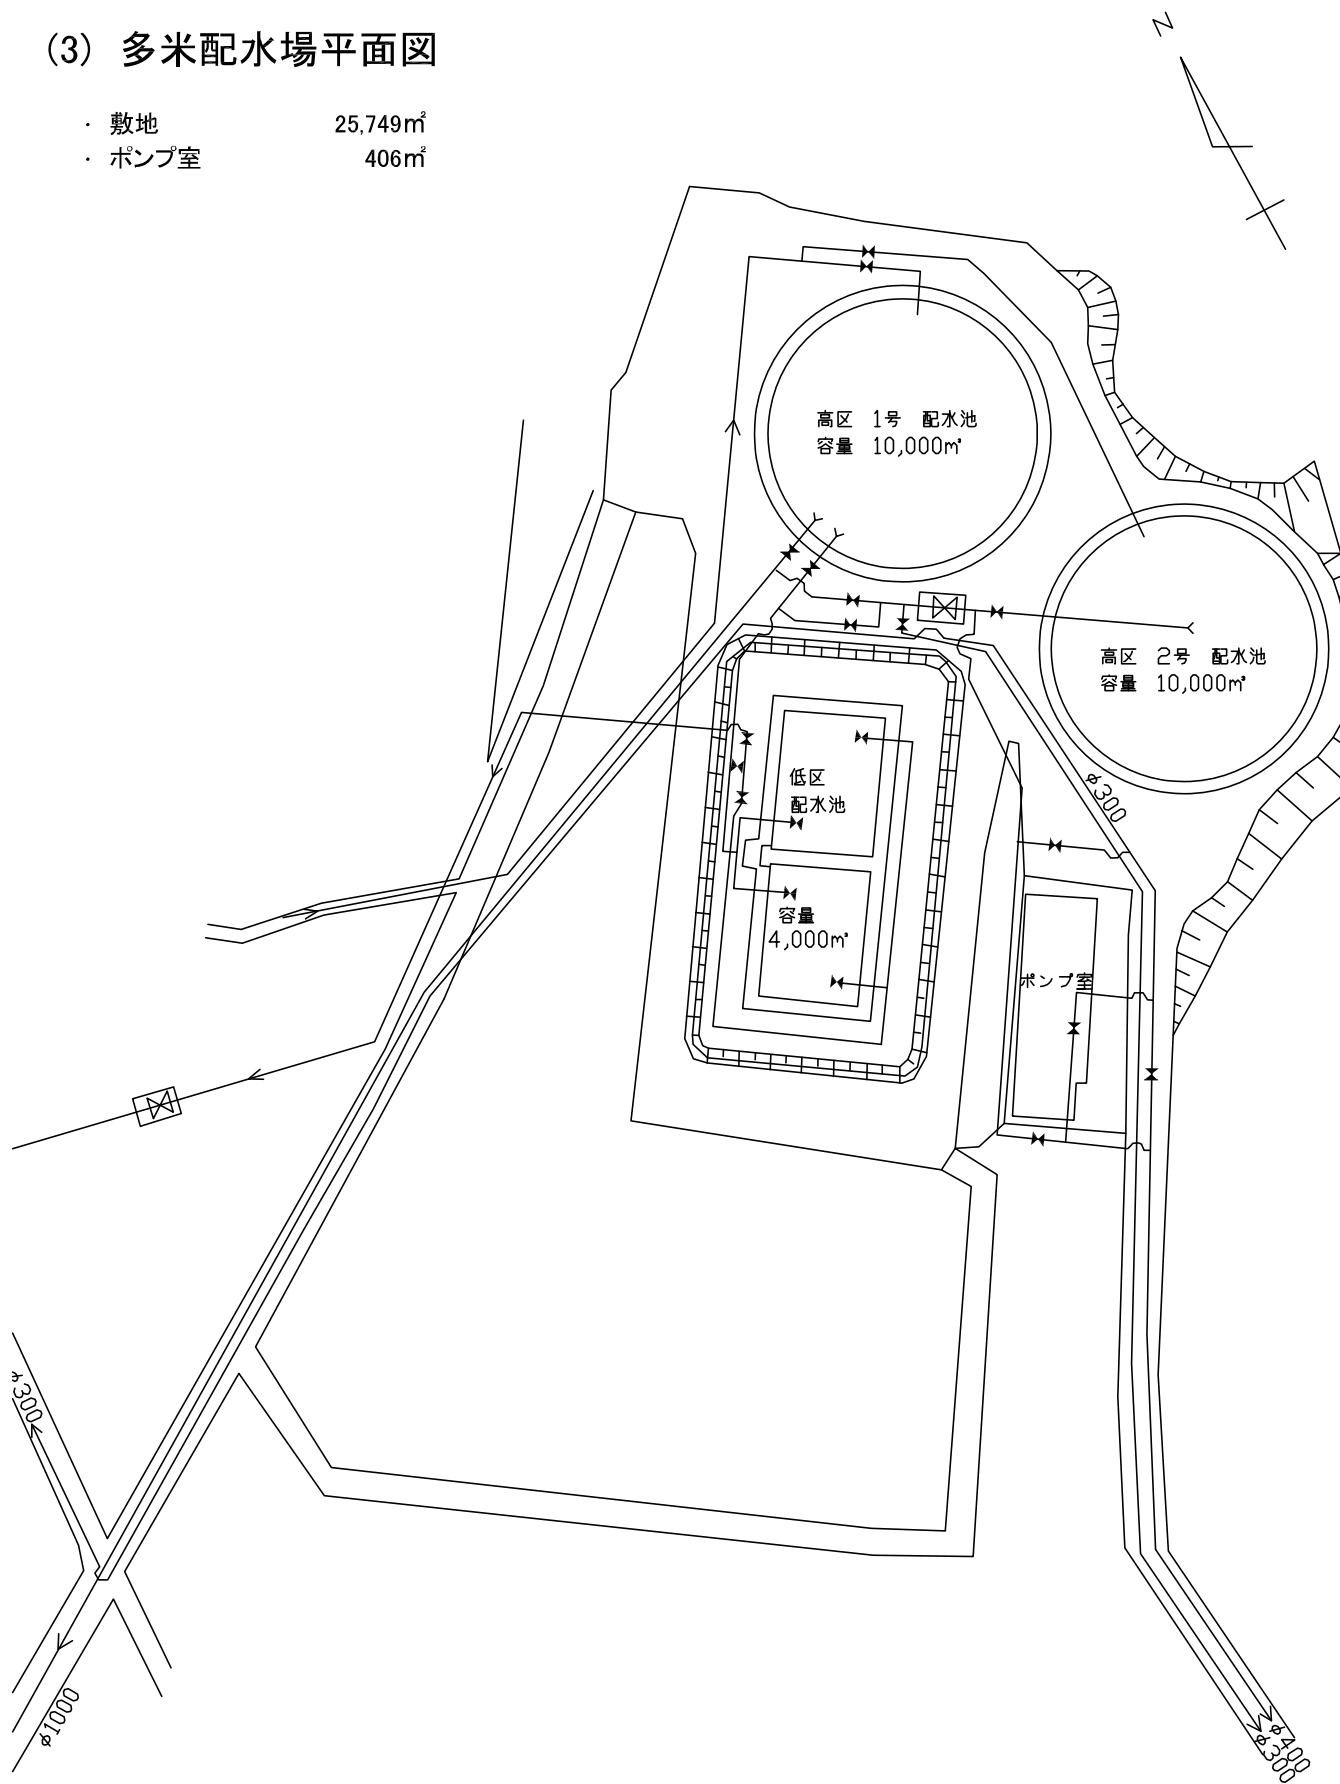 (3) 多米配水場平面図
・ 敷地 25,749㎡
・ ポンプ室 406㎡
N
高区 1号 配水池
容量 10,000m³
高区 2号 配水池
容量 10,000m³
φ300
低区
配水池
容量
4,000m³
ポンプ室
φ300
φ1000
φ400
φ300